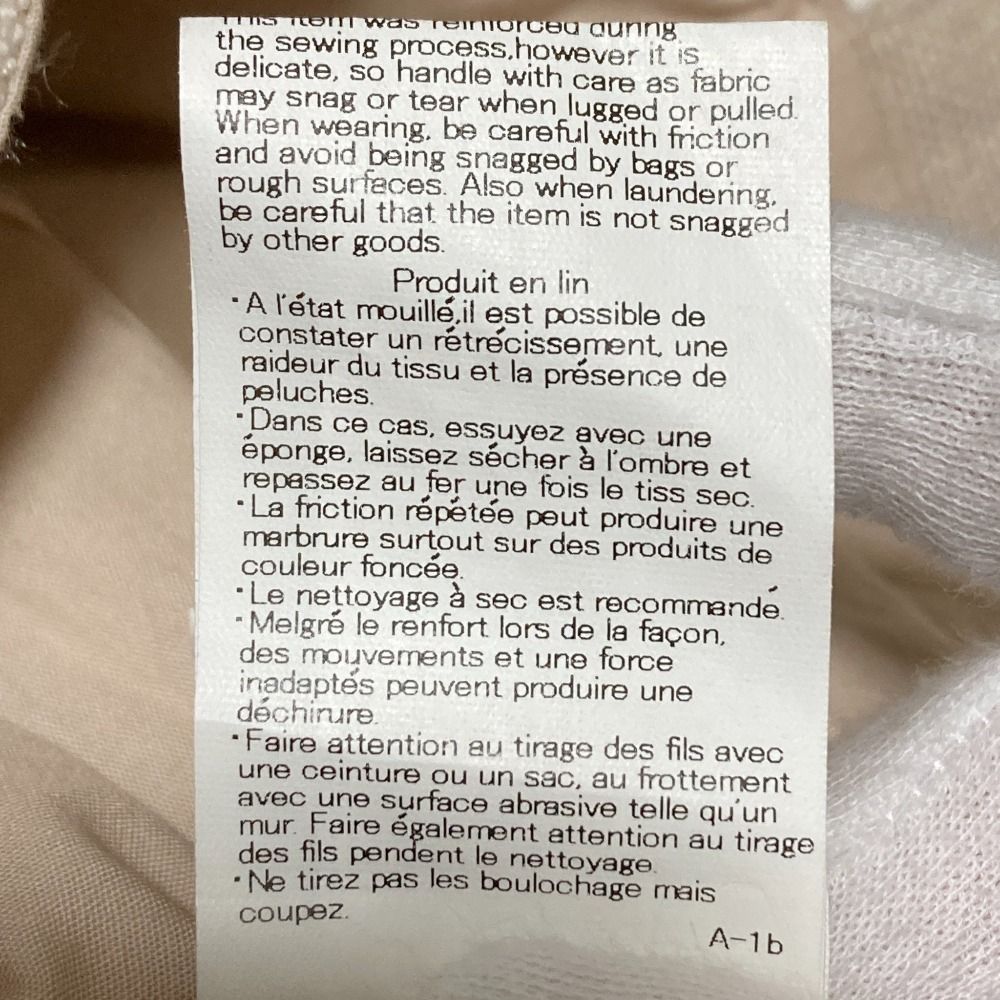 This item was reinforced during
the sewing process,however it is
delicate, so handle with care as fabric
may snag or tear when lugged or pulled.
When wearing, be careful with friction
and avoid being snagged by bags or
rough surfaces. Also when laundering,
be careful that the item is not snagged
by other goods.
Produit en lin
･A l'état mouillé,il est possible de
constater un rétrécissement, une
raideur du tissu et la présence de
peluches.
･Dans ce cas, essuyez avec une
éponge, laissez sécher à l'ombre et
repassez au fer une fois le tiss sec.
･La friction répétée peut produire une
marbrure surtout sur des produits de
couleur foncée.
･Le nettoyage à sec est recommandé.
･Melgré le renfort lors de la façon,
des mouvements et une force
inadaptés peuvent produire une
déchirure.
･Faire attention au tirage des fils avec
une ceinture ou un sac, au frottement
avec une surface abrasive telle qu'un
mur. Faire également attention au tirage
des fils pendent le nettoyage.
･Ne tirez pas les boulochage mais
coupez.
A-1b